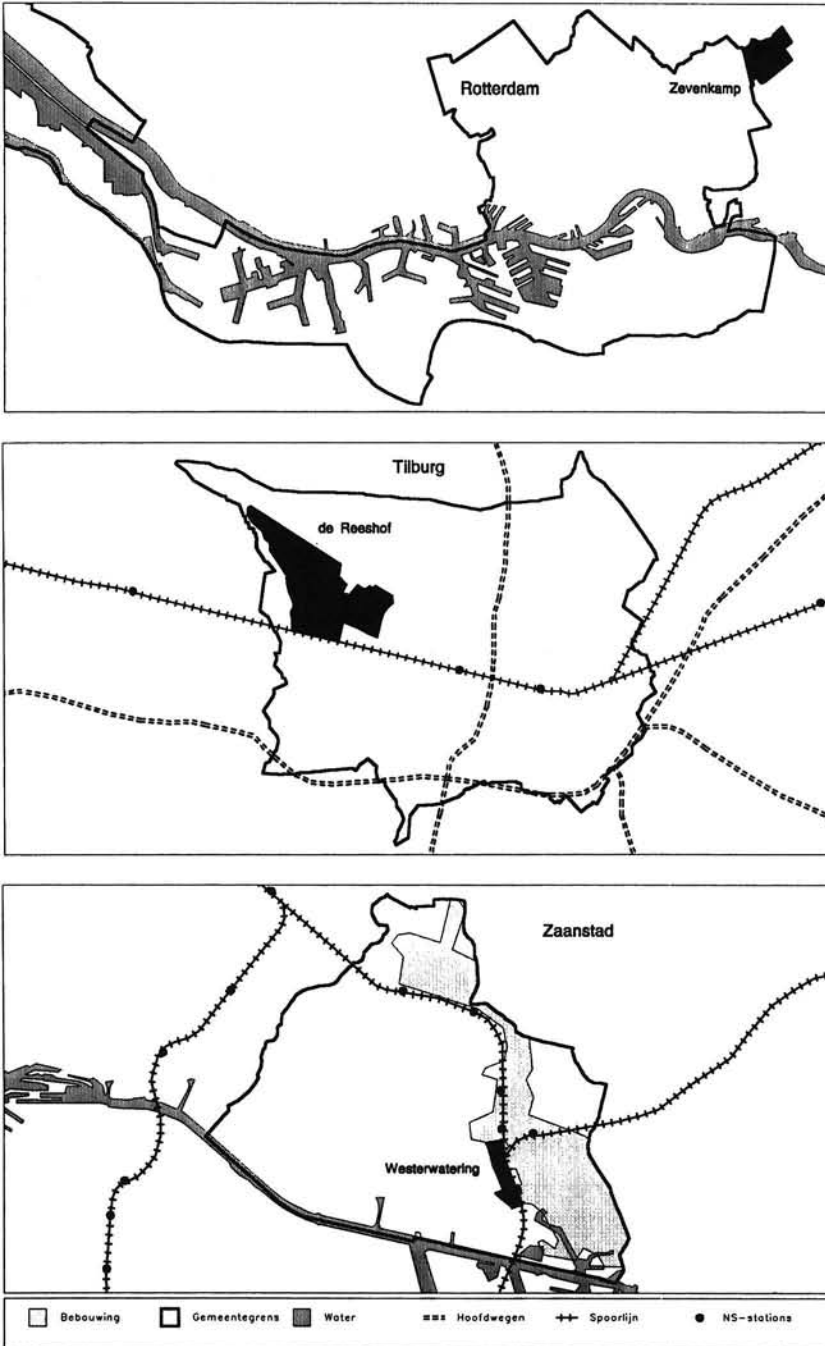 Rotterdam
Zevenkamp
Tilburg
de Reeshof
Zaanstad
Westerwatering
Bebouwing Gemeentegrens Water Hoofdwegen Spoorlijn NS-stations